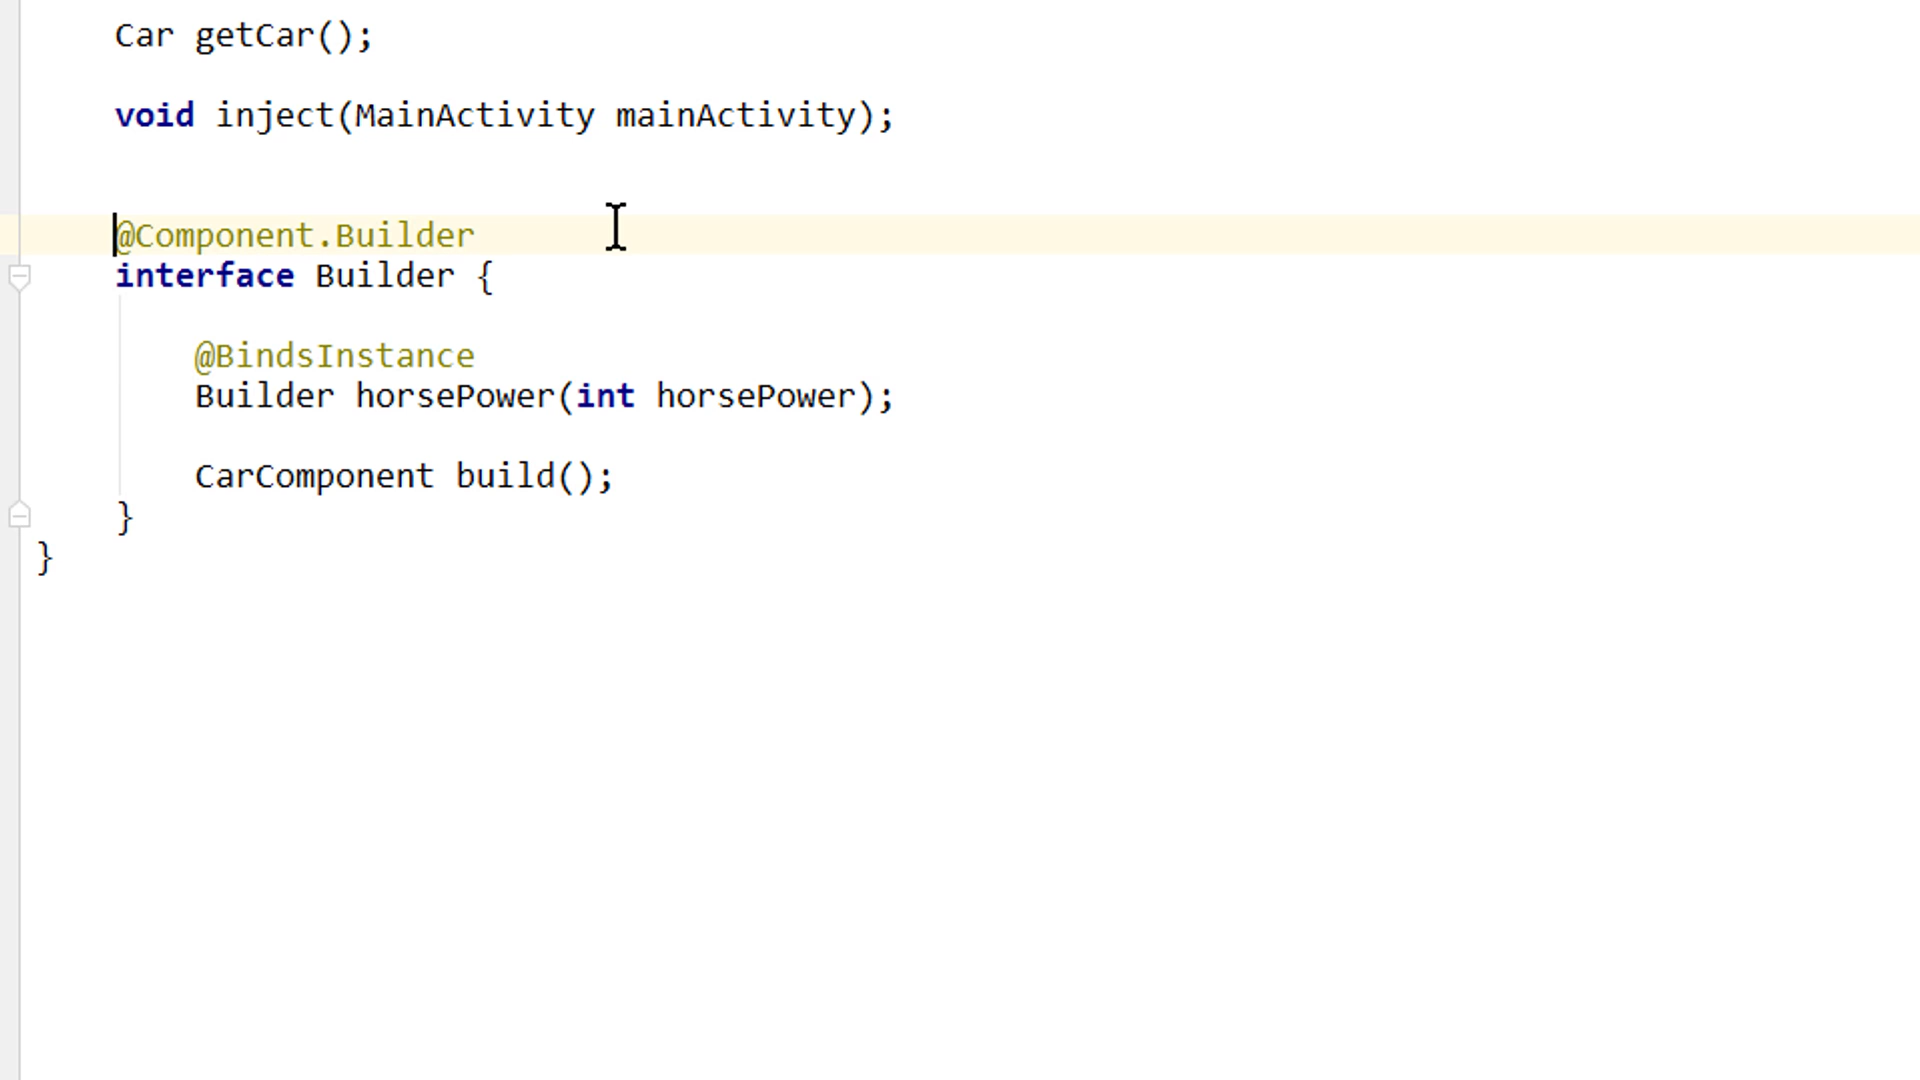 Car getCar();
void inject(MainActivity mainActivity);
@Component.Builder
interface Builder {
@BindsInstance
Builder horsePower(int horsePower);
CarComponent build();
}
}